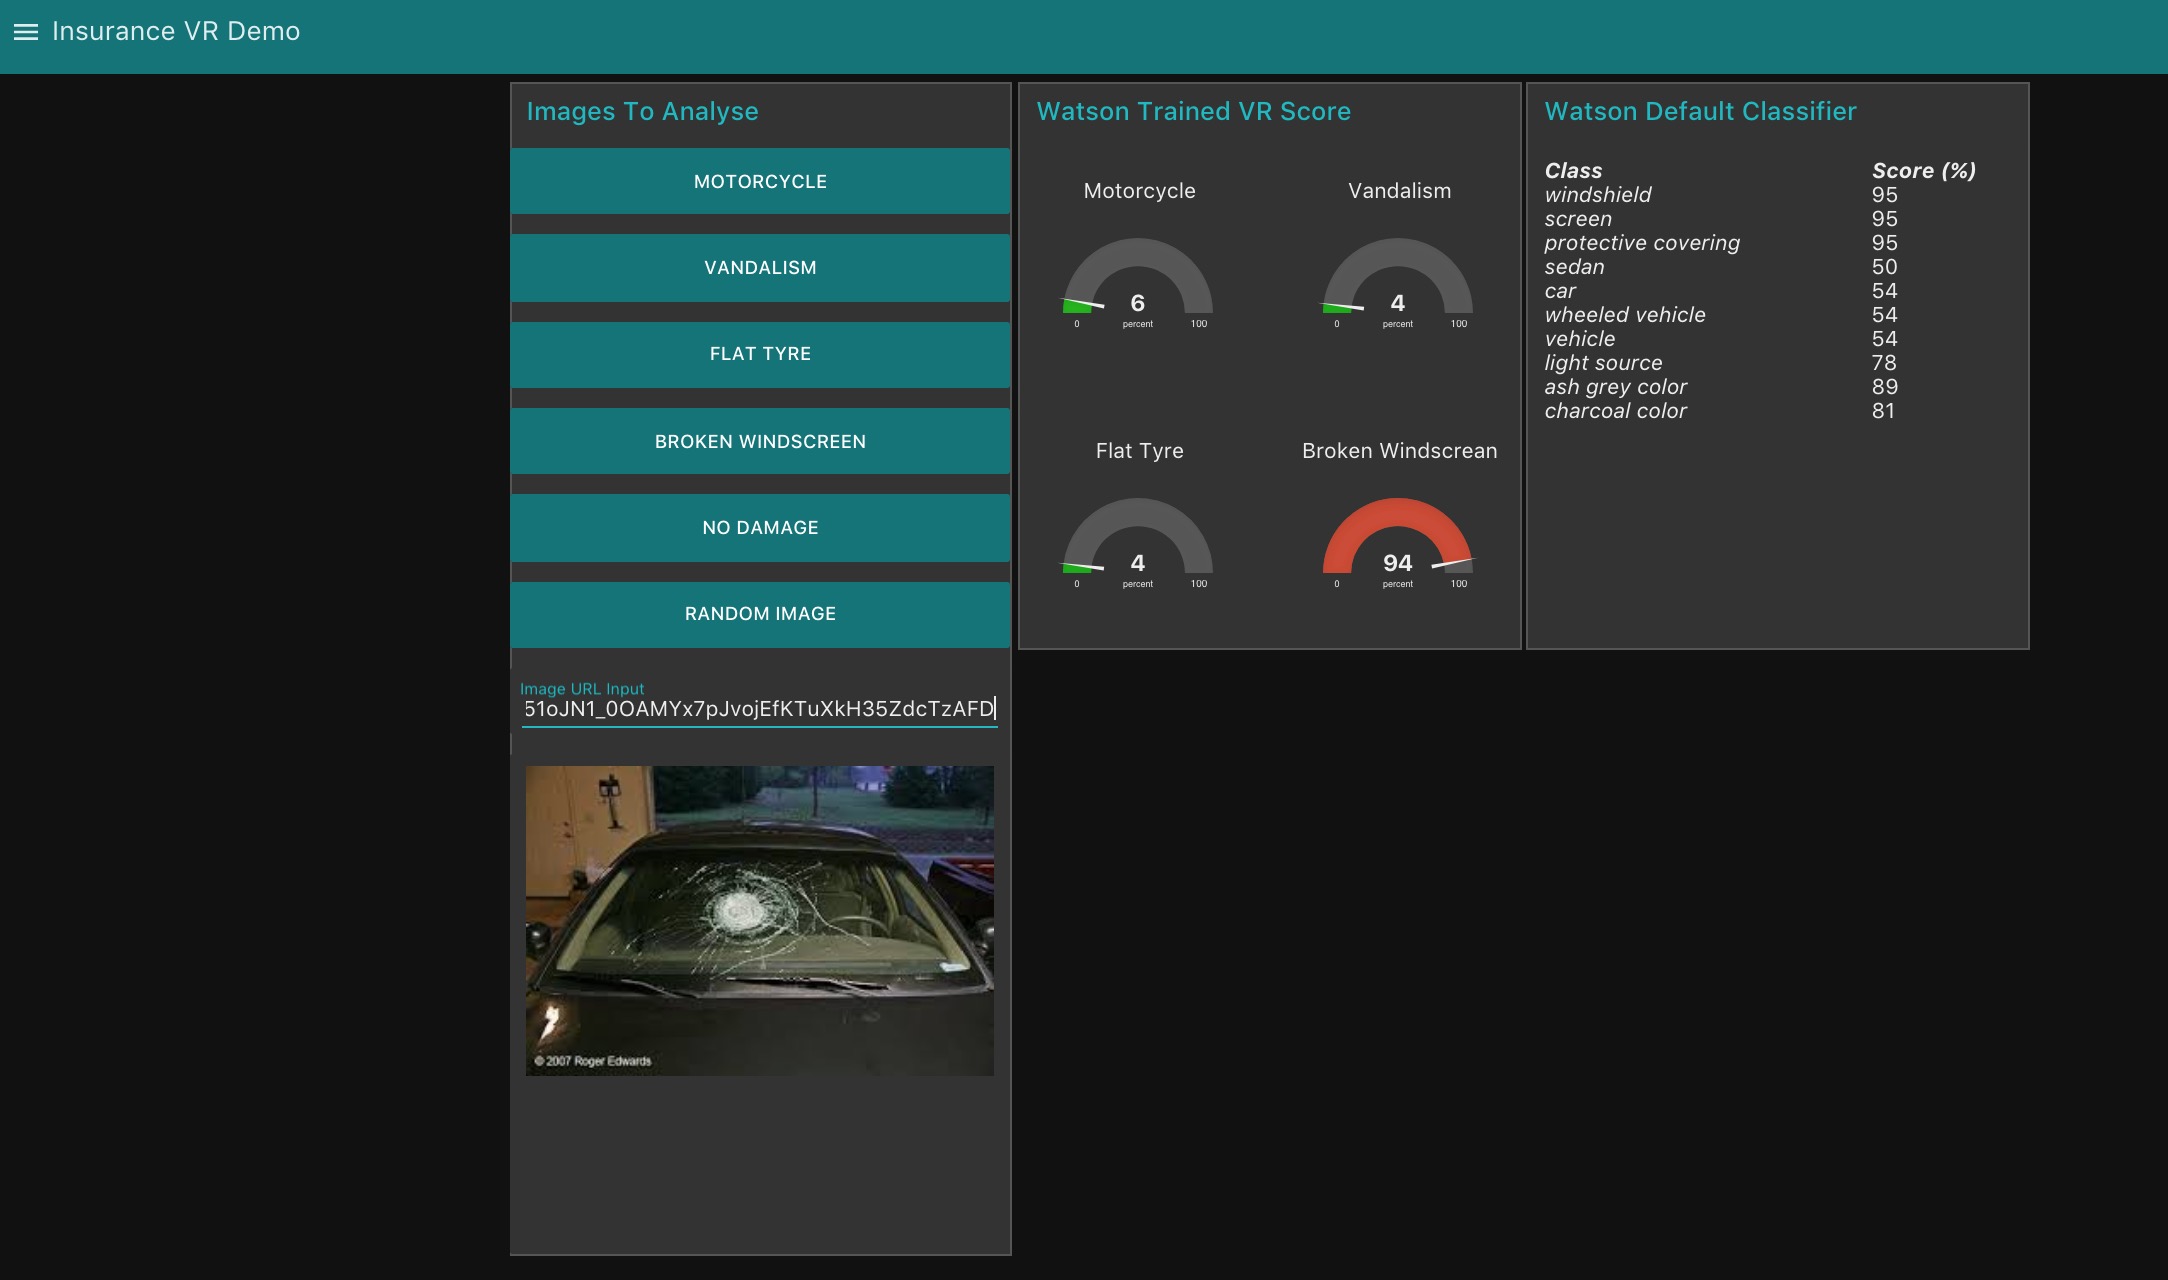 Insurance VR Demo
Images To Analyse
MOTORCYCLE
VANDALISM
FLAT TYRE
BROKEN WINDSCREEN
NO DAMAGE
RANDOM IMAGE
Image URL Input
51oJN1_0OAMYx7pJvojEfKTuXkH35ZdcTzAFD
© 2007 Roger Edwards
Watson Trained VR Score
Motorcycle
6
0 percent 100
Vandalism
4
0 percent 100
Flat Tyre
4
0 percent 100
Broken Windscrean
94
0 percent 100
Watson Default Classifier
Class Score (%)
windshield 95
screen 95
protective covering 95
sedan 50
car 54
wheeled vehicle 54
vehicle 54
light source 78
ash grey color 89
charcoal color 81